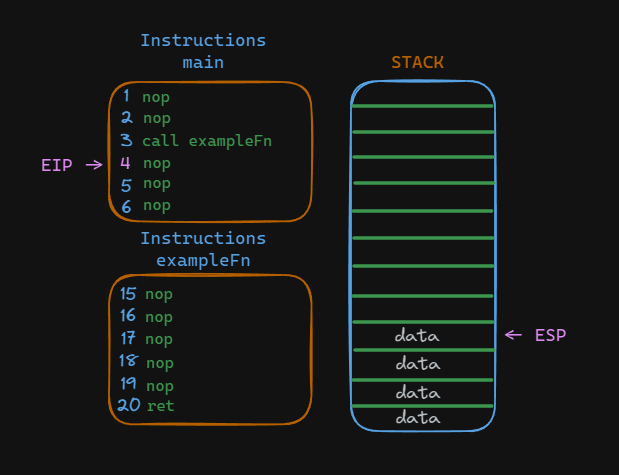 Instructions
main
1 nop
2 nop
3 call exampleFn
EIP → 4 nop
5 nop
6 nop
Instructions
exampleFn
15 nop
16 nop
17 nop
18 nop
19 nop
20 ret
STACK
data ← ESP
data
data
data